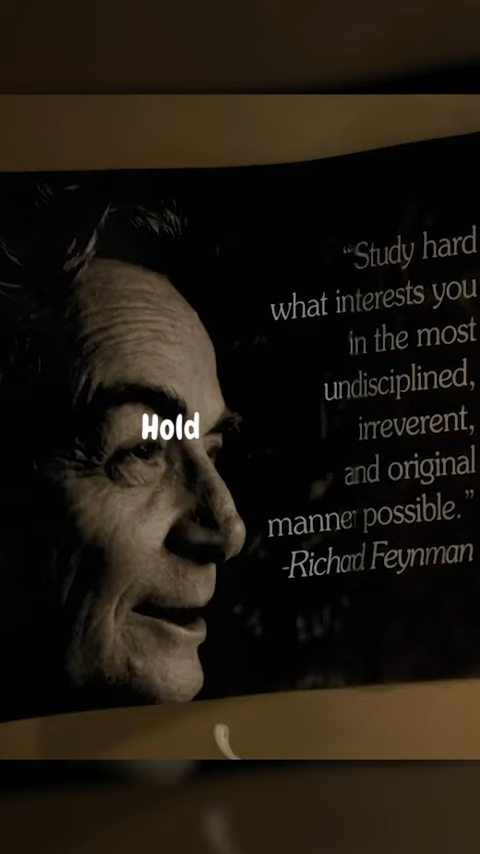 “Study hard
what interests you
in the most
undisciplined,
irreverent,
and original
manner possible.”
-Richard Feynman
Hold